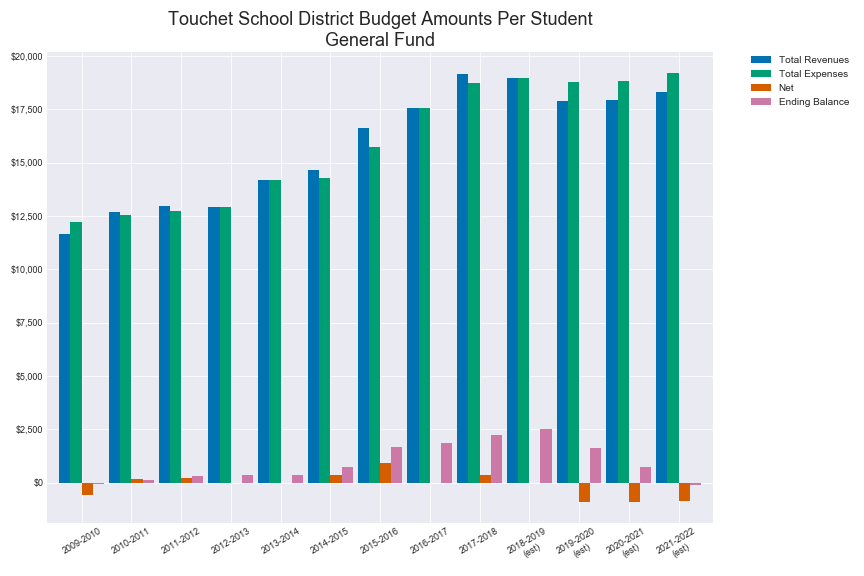 Touchet School District Budget Amounts Per Student
General Fund
Total Revenues
Total Expenses
Net
Ending Balance
$20,000
$17,500
$15,000
$12,500
$10,000
$7,500
$5,000
$2,500
$0
2009-2010
2010-2011
2011-2012
2012-2013
2013-2014
2014-2015
2015-2016
2016-2017
2017-2018
2018-2019
(est)
2019-2020
(est)
2020-2021
(est)
2021-2022
(est)